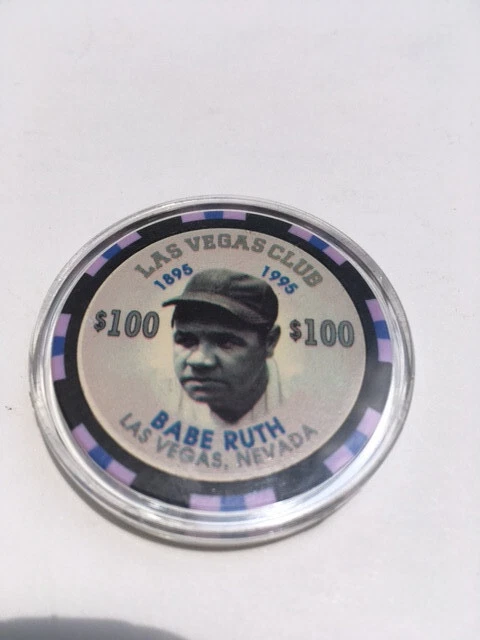 LAS VEGAS CLUB
1895 1995
$100 $100
BABE RUTH
LAS VEGAS, NEVADA